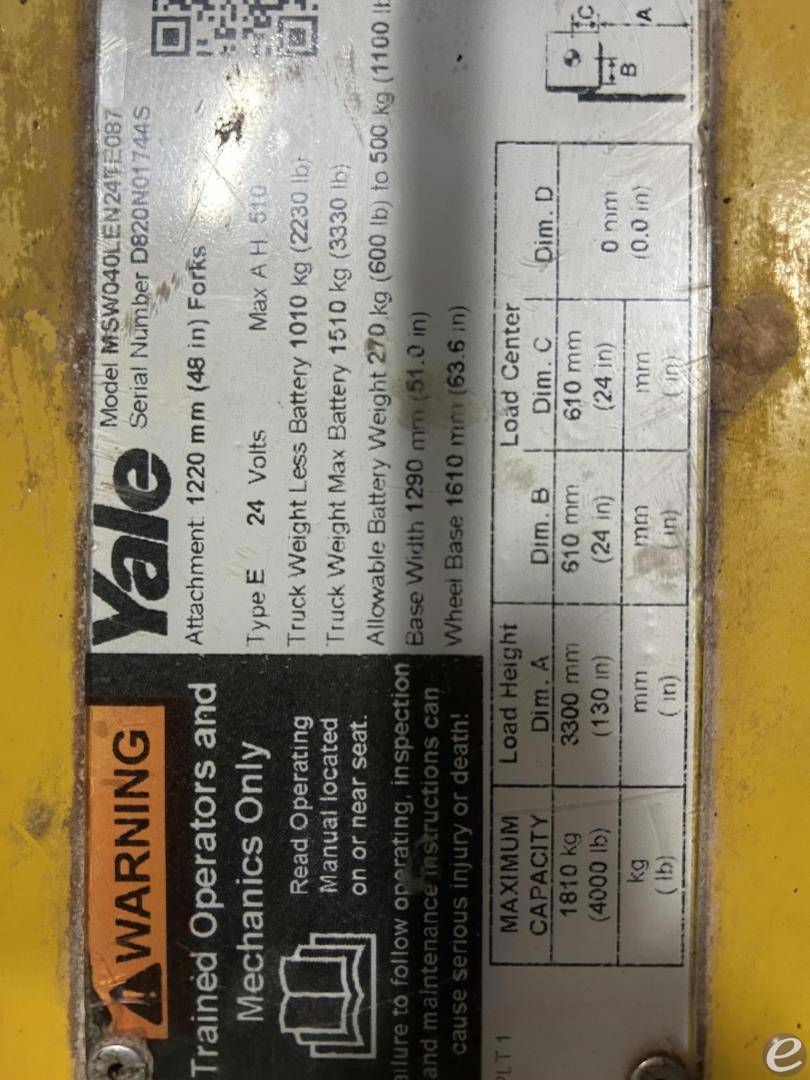 WARNING
Trained Operators and
Mechanics Only
Read Operating
Manual located
on or near seat.
ailure to follow operating, inspection
and maintenance instructions can
cause serious injury or death!
Yale
Model MSW040LEN24TE087
Serial Number D820N01744S
Attachment 1220 mm (48 in) Forks
Type E 24 Volts Max A H 510
Truck Weight Less Battery 1010 kg (2230 lb)
Truck Weight Max Battery 1510 kg (3330 lb)
Allowable Battery Weight 270 kg (600 lb) to 500 kg (1100 lb
Base Width 1290 mm (51.0 in)
Wheel Base 1610 mm (63.6 in)
MAXIMUM CAPACITY Load Height Dim. A Load Center Dim. B Dim. C Dim. D
1810 kg 3300 mm 610 mm 610 mm 0 mm
(4000 lb) (130 in) (24 in) (24 in) (0.0 in)
kg mm mm mm
(lb) (in) (in) (in)
C
B
A
PLT1
e